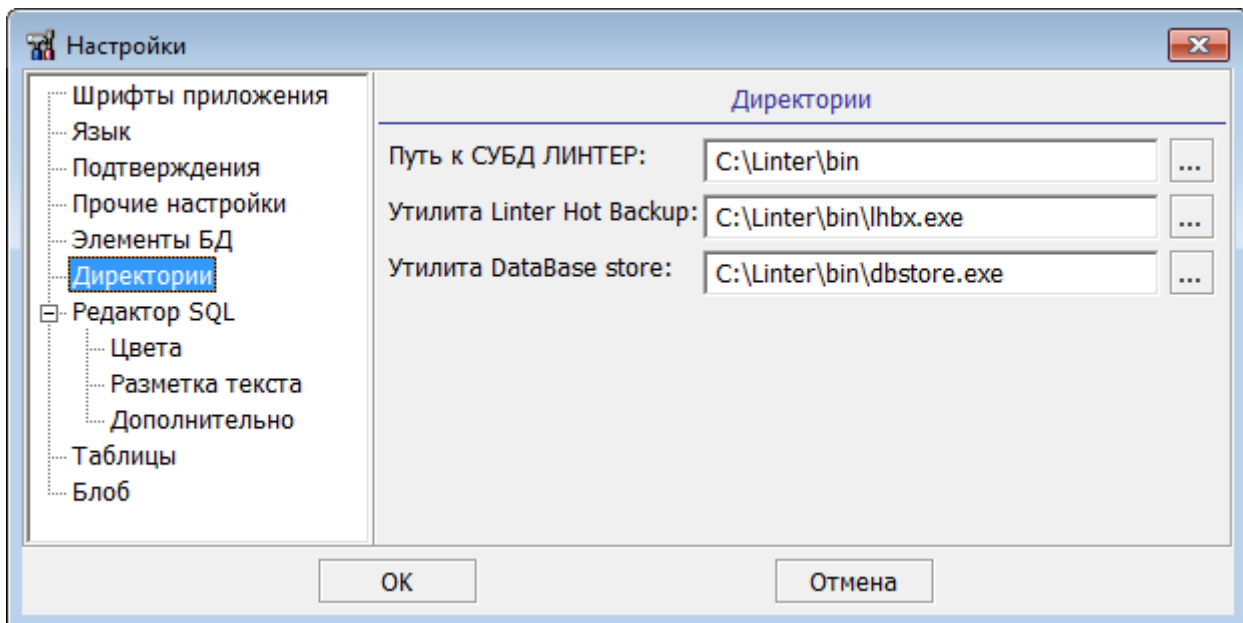 Настройки
Шрифты приложения
Язык
Подтверждения
Прочие настройки
Элементы БД
Директории
Редактор SQL
Цвета
Разметка текста
Дополнительно
Таблицы
Блоб
Директории
Путь к СУБД ЛИНТЕР: C:\Linter\bin ...
Утилита Linter Hot Backup: C:\Linter\bin\lhbx.exe ...
Утилита DataBase store: C:\Linter\bin\dbstore.exe ...
OK Отмена